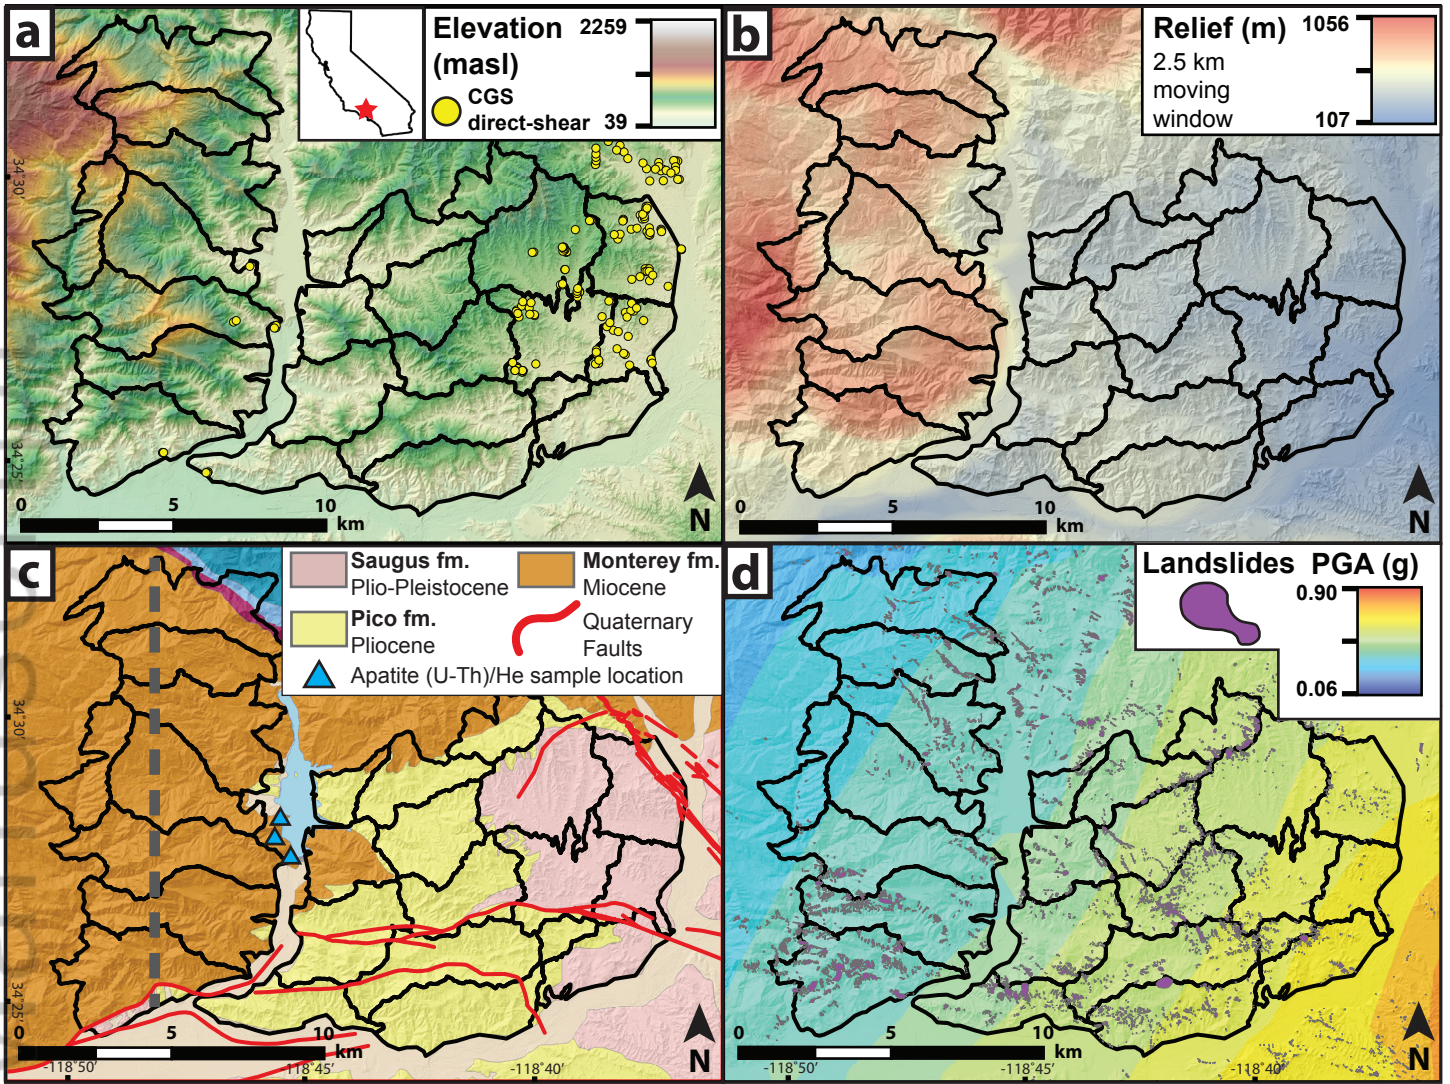 a
Elevation
(masl)
2259
39
CGS
direct-shear
34°30'
34°25'
0
5
10
km
N
b
Relief (m)
2.5 km
moving
window
1056
107
0
5
10
km
N
c
Saugus fm.
Plio-Pleistocene
Monterey fm.
Miocene
Pico fm.
Pliocene
Quaternary
Faults
Apatite (U-Th)/He sample location
34°30'
34°25'
0
5
10
km
N
-118°50'
-118°45'
-118°40'
d
Landslides
PGA (g)
0.90
0.06
0
5
10
km
N
-118°50'
-118°45'
-118°40'